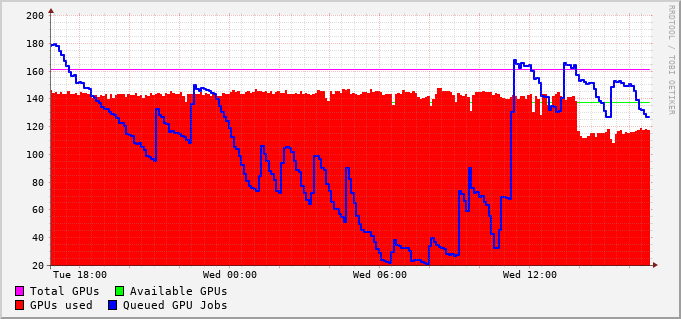 200
180
160
140
120
100
80
60
40
20
Tue 18:00 Wed 00:00 Wed 06:00 Wed 12:00
Total GPUs Available GPUs
GPUs used Queued GPU Jobs
RRDTOOL / TOBI OETIKER